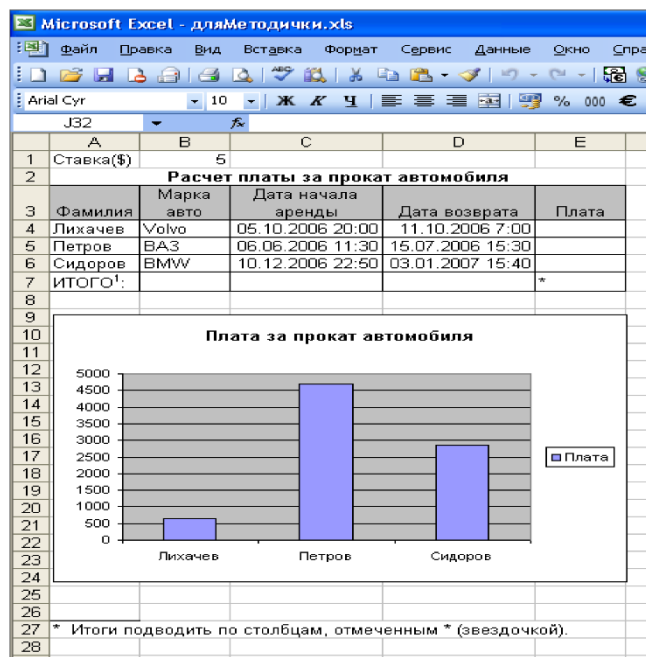 Microsoft Excel - дляМетодички.xls
Файл Правка Вид Вставка Формат Сервис Данные Окно Спра
Arial Cyr 10 Ж К Ч % 000 €
J32 fx
A B C D E
1 Ставка($) 5
2 Расчет платы за прокат автомобиля
3 Фамилия Марка авто Дата начала аренды Дата возврата Плата
4 Лихачев Volvo 05.10.2006 20:00 11.10.2006 7:00
5 Петров ВАЗ 06.06.2006 11:30 15.07.2006 15:30
6 Сидоров BMW 10.12.2006 22:50 03.01.2007 15:40
7 ИТОГО¹: *
8
9
10
11
12
13
14
15
16
17
18
19
20
21
22
23
24
25
26
Плата за прокат автомобиля
5000
4500
4000
3500
3000
2500
2000
1500
1000
500
0
Лихачев Петров Сидоров
Плата
27 * Итоги подводить по столбцам, отмеченным * (звездочкой).
28